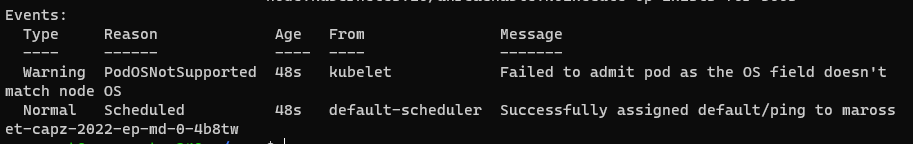 Events:
Type Reason Age From Message
---- ------ ---- ---- -------
Warning PodOSNotSupported 48s kubelet Failed to admit pod as the OS field doesn't
match node OS
Normal Scheduled 48s default-scheduler Successfully assigned default/ping to maross
et-capz-2022-ep-md-0-4b8tw